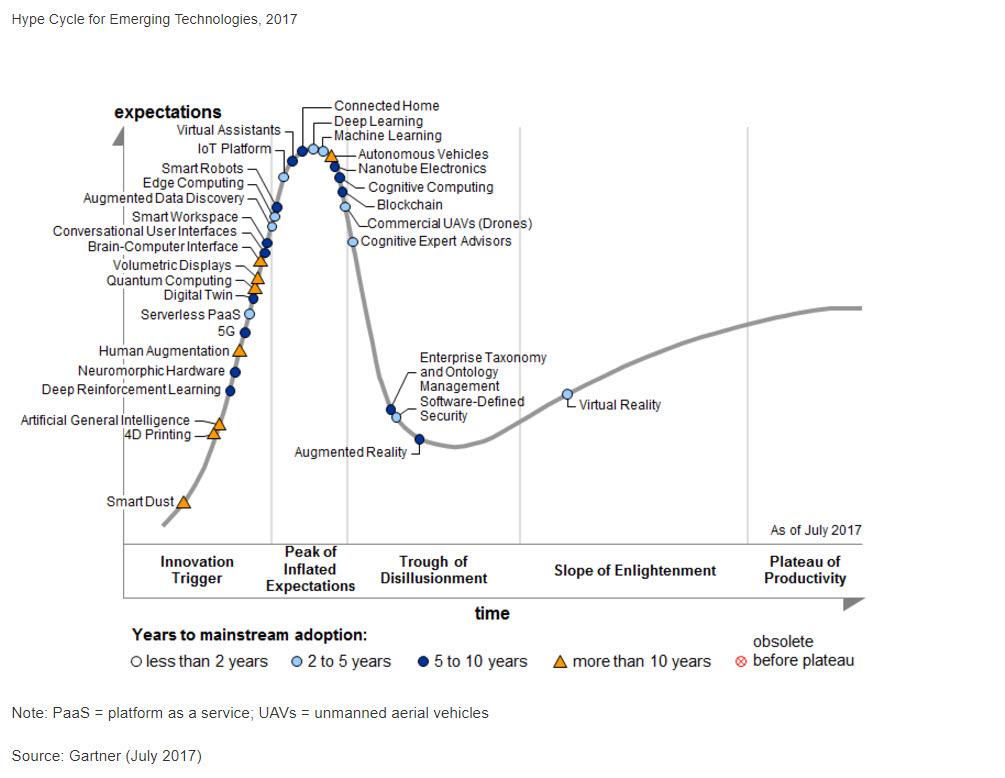 Hype Cycle for Emerging Technologies, 2017
expectations
Connected Home
Deep Learning
Virtual Assistants
Machine Learning
IoT Platform
Autonomous Vehicles
Smart Robots
Nanotube Electronics
Edge Computing
Cognitive Computing
Augmented Data Discovery
Blockchain
Smart Workspace
Commercial UAVs (Drones)
Conversational User Interfaces
Cognitive Expert Advisors
Brain-Computer Interface
Volumetric Displays
Quantum Computing
Digital Twin
Serverless PaaS
5G
Human Augmentation
Neuromorphic Hardware
Deep Reinforcement Learning
Artificial General Intelligence
4D Printing
Smart Dust
Enterprise Taxonomy
and Ontology
Management
Software-Defined
Security
Augmented Reality
Virtual Reality
As of July 2017
Innovation
Trigger
Peak of
Inflated
Expectations
Trough of
Disillusionment
Slope of Enlightenment
Plateau of
Productivity
time
Years to mainstream adoption:
less than 2 years
2 to 5 years
5 to 10 years
more than 10 years
obsolete
before plateau
Note: PaaS = platform as a service; UAVs = unmanned aerial vehicles
Source: Gartner (July 2017)